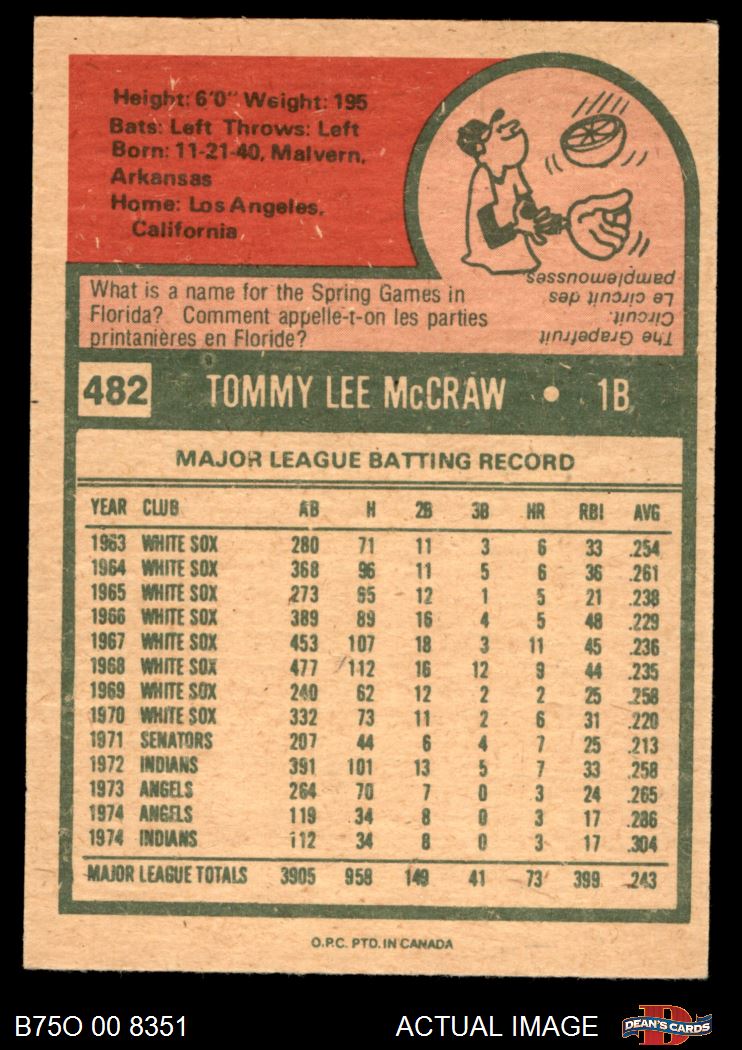 Height: 6'0" Weight: 195
Bats: Left Throws: Left
Born: 11-21-40, Malvern,
Arkansas
Home: Los Angeles,
California
What is a name for the Spring Games in
Florida? Comment appelle-t-on les parties
printanières en Floride?
The Grapefruit
Circuit.
Le circuit des
pamplemousses
482 TOMMY LEE McCRAW • 1B
MAJOR LEAGUE BATTING RECORD
YEAR CLUB AB H 2B 3B HR RBI AVG
1963 WHITE SOX 280 71 11 3 6 33 .254
1964 WHITE SOX 368 96 11 5 6 36 .261
1965 WHITE SOX 273 65 12 1 5 21 .238
1966 WHITE SOX 389 89 16 4 5 48 .229
1967 WHITE SOX 453 107 18 3 11 45 .236
1968 WHITE SOX 477 112 16 12 9 44 .235
1969 WHITE SOX 240 62 12 2 2 25 .258
1970 WHITE SOX 332 73 11 2 6 31 .220
1971 SENATORS 207 44 6 4 7 25 .213
1972 INDIANS 391 101 13 5 7 33 .258
1973 ANGELS 264 70 7 0 3 24 .265
1974 ANGELS 119 34 8 0 3 17 .286
1974 INDIANS 112 34 8 0 3 17 .304
MAJOR LEAGUE TOTALS 3905 958 149 41 73 399 .243
O.P.C. PTD. IN CANADA
B75O 00 8351 ACTUAL IMAGE D DEAN'S CARDS